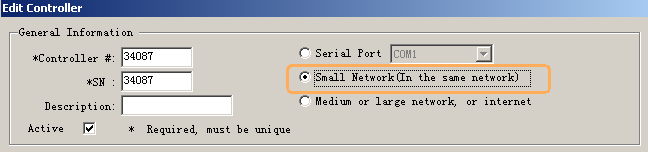 Edit Controller
General Information
*Controller #: 34087
Serial Port COM1
*SN : 34087
Small Network(In the same network)
Description:
Medium or large network, or internet
Active * Required, must be unique